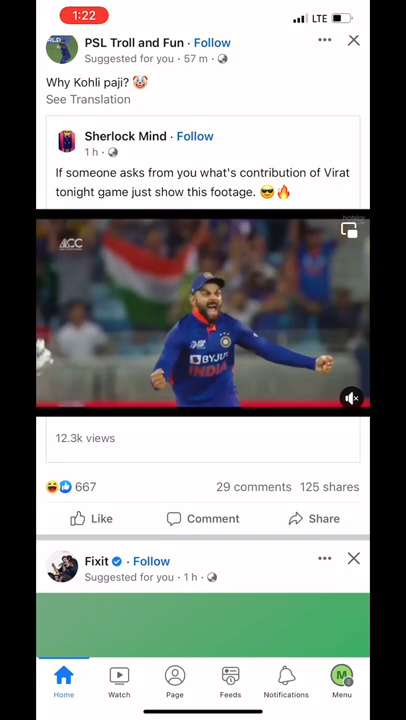 1:22
LTE
PSL Troll and Fun · Follow
Suggested for you · 57 m ·
Why Kohli paji? 🤡
See Translation
Sherlock Mind · Follow
1 h ·
If someone asks from you what's contribution of Virat
tonight game just show this footage. 😎🔥
hotstar
ACC
BYJU'S
INDIA
12.3k views
667
29 comments 125 shares
Like Comment Share
Fixit · Follow
Suggested for you · 1 h ·
M
Home Watch Page Feeds Notifications Menu